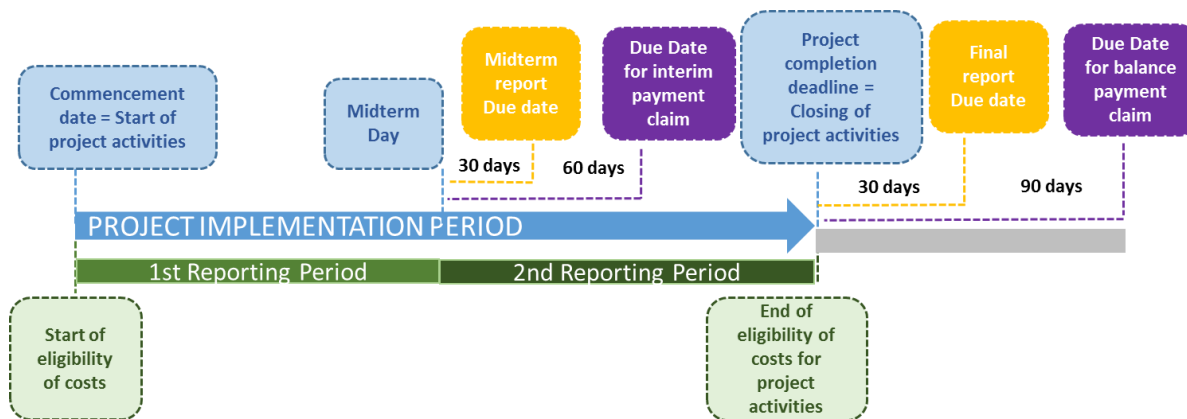 Commencement
date = Start of
project activities
Midterm
Day
Midterm
report
Due date
Due Date
for interim
payment
claim
Project
completion
deadline =
Closing of
project activities
Final
report
Due date
Due Date
for balance
payment
claim
30 days
60 days
30 days
90 days
PROJECT IMPLEMENTATION PERIOD
1st Reporting Period
2nd Reporting Period
Start of
eligibility
of costs
End of
eligibility of
costs for
project
activities